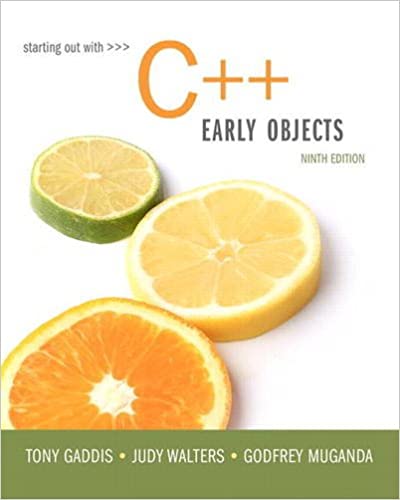 starting out with >>>
C++
EARLY OBJECTS
NINTH EDITION
TONY GADDIS • JUDY WALTERS • GODFREY MUGANDA